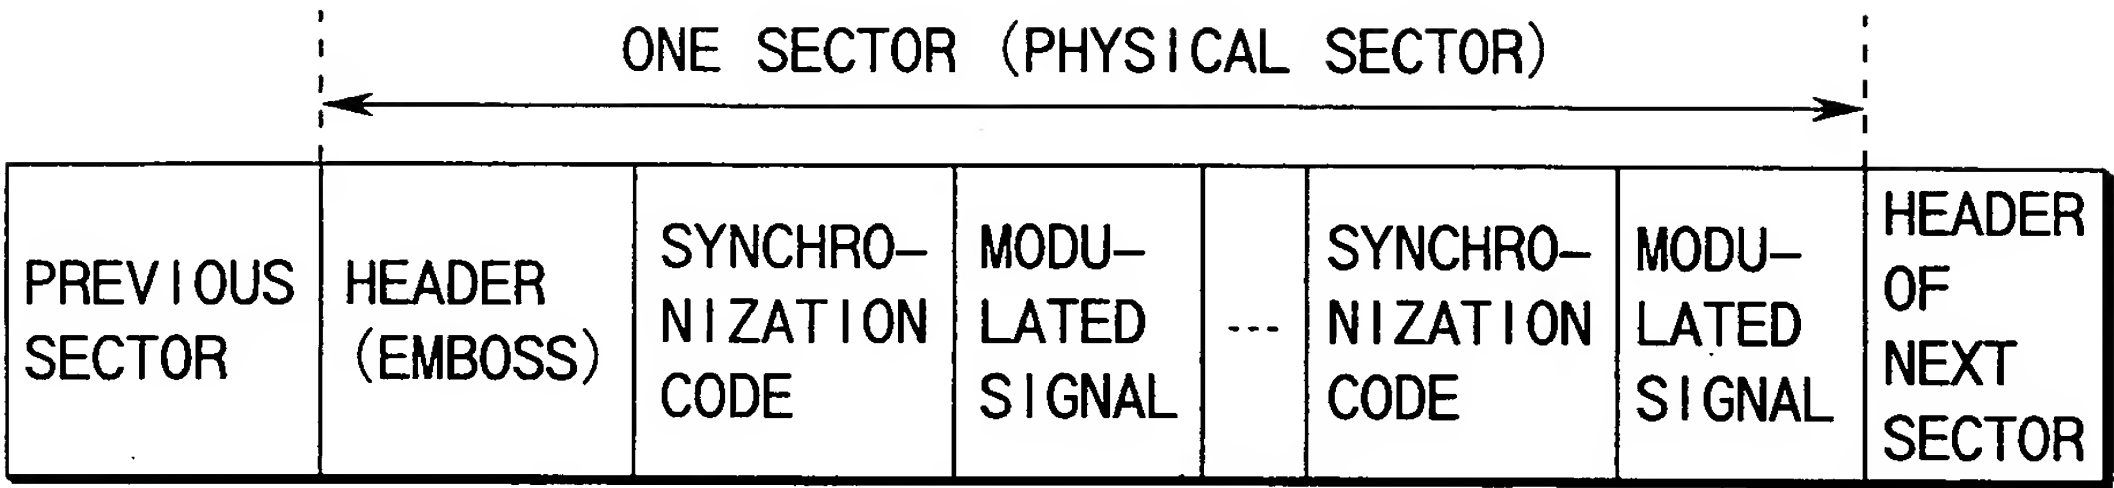 ONE SECTOR (PHYSICAL SECTOR)
PREVIOUS
SECTOR
HEADER
(EMBOSS)
SYNCHRO–
NIZATION
CODE
MODU–
LATED
SIGNAL
----
SYNCHRO–
NIZATION
CODE
MODU–
LATED
SIGNAL
HEADER
OF
NEXT
SECTOR